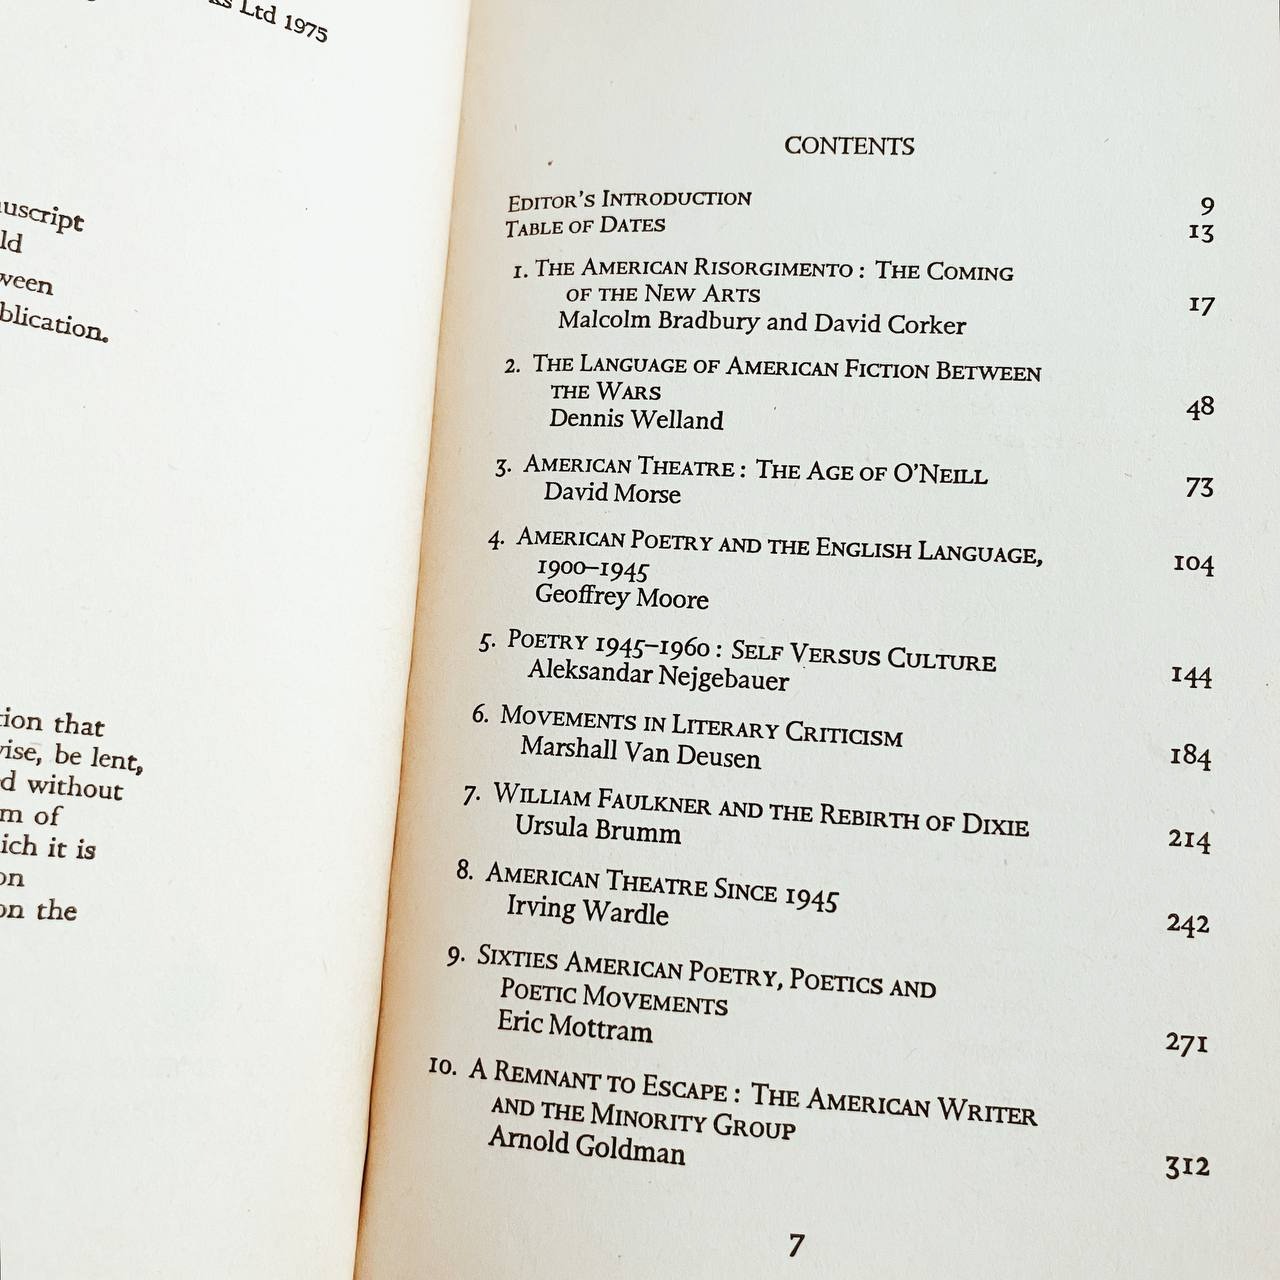 Ltd 1975
ld
ween
blication.
ion that
ise, be lent,
d without
m of
ich it is
on
on the
CONTENTS
EDITOR'S INTRODUCTION 9
TABLE OF DATES 13
1. THE AMERICAN RISORGIMENTO : THE COMING
OF THE NEW ARTS 17
Malcolm Bradbury and David Corker
2. THE LANGUAGE OF AMERICAN FICTION BETWEEN
THE WARS 48
Dennis Welland
3. AMERICAN THEATRE : THE AGE OF O'NEILL 73
David Morse
4. AMERICAN POETRY AND THE ENGLISH LANGUAGE, 104
1900–1945
Geoffrey Moore
5. POETRY 1945–1960 : SELF VERSUS CULTURE 144
Aleksandar Nejgebauer
6. MOVEMENTS IN LITERARY CRITICISM 184
Marshall Van Deusen
7. WILLIAM FAULKNER AND THE REBIRTH OF DIXIE 214
Ursula Brumm
8. AMERICAN THEATRE SINCE 1945 242
Irving Wardle
9. SIXTIES AMERICAN POETRY, POETICS AND
POETIC MOVEMENTS 271
Eric Mottram
10. A REMNANT TO ESCAPE : THE AMERICAN WRITER
AND THE MINORITY GROUP 312
Arnold Goldman
7